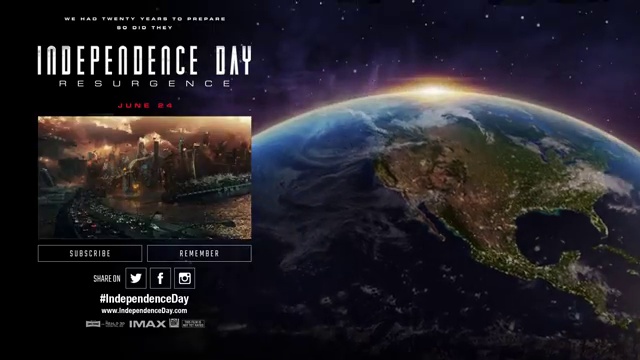 WE HAD TWENTY YEARS TO PREPARE
SO DID THEY
INDEPENDENCE DAY
RESURGENCE
JUNE 24
SUBSCRIBE
REMEMBER
SHARE ON
#IndependenceDay
www.IndependenceDay.com
IMAX